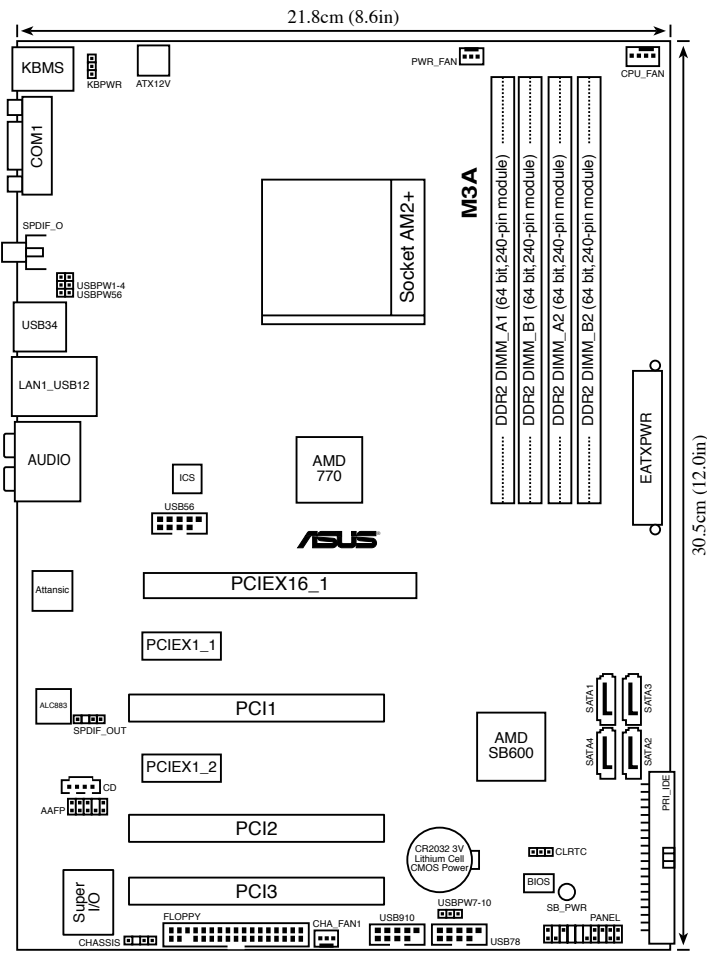 21.8cm (8.6in)
KBMS
KBPWR
ATX12V
PWR_FAN
CPU_FAN
COM1
M3A
Socket AM2+
DDR2 DIMM_A1 (64 bit,240-pin module)
DDR2 DIMM_B1 (64 bit,240-pin module)
DDR2 DIMM_A2 (64 bit,240-pin module)
DDR2 DIMM_B2 (64 bit,240-pin module)
SPDIF_O
USBPW1-4
USBPW56
USB34
LAN1_USB12
AUDIO
EATXPWR
30.5cm (12.0in)
ICS
AMD
770
USB56
ASUS
Attansic
PCIEX16_1
PCIEX1_1
ALC883
SPDIF_OUT
PCI1
AMD
SB600
SATA1
SATA3
SATA4
SATA2
PCIEX1_2
CD
AAFP
PRI_IDE
PCI2
CR2032 3V
Lithium Cell
CMOS Power
CLRTC
Super
I/O
PCI3
BIOS
SB_PWR
USBPW7-10
FLOPPY
CHA_FAN1
USB910
USB78
PANEL
CHASSIS